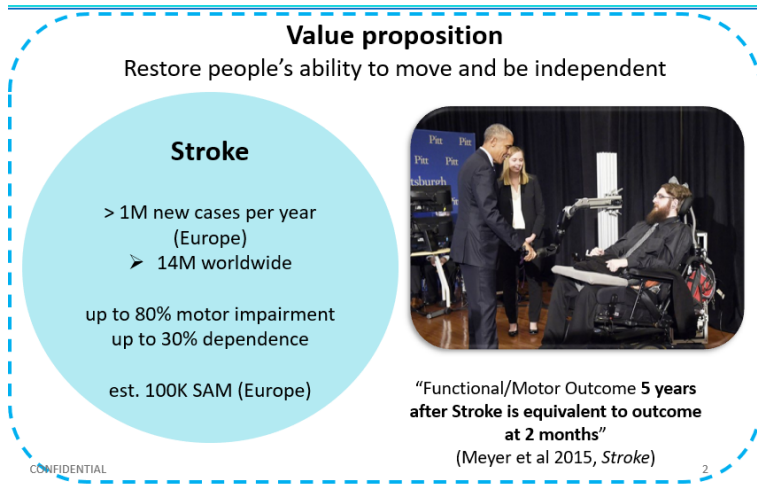 Value proposition
Restore people's ability to move and be independent
Stroke
> 1M new cases per year
(Europe)
➢ 14M worldwide
up to 80% motor impairment
up to 30% dependence
est. 100K SAM (Europe)
Pitt
Pitt
Pitt
Pitt
ttsburgh
“Functional/Motor Outcome 5 years
after Stroke is equivalent to outcome
at 2 months”
(Meyer et al 2015, Stroke)
CONFIDENTIAL
2